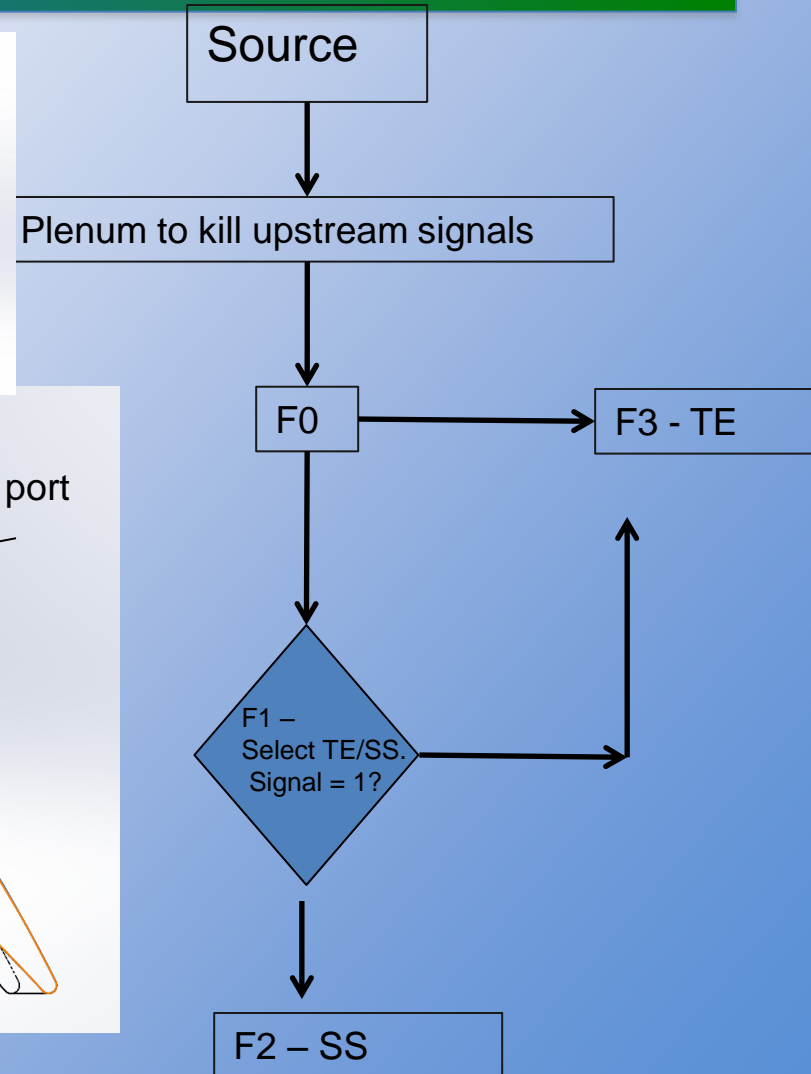 Source
Plenum to kill upstream signals
F0
F3 - TE
port
F1 –
Select TE/SS.
Signal = 1?
F2 – SS